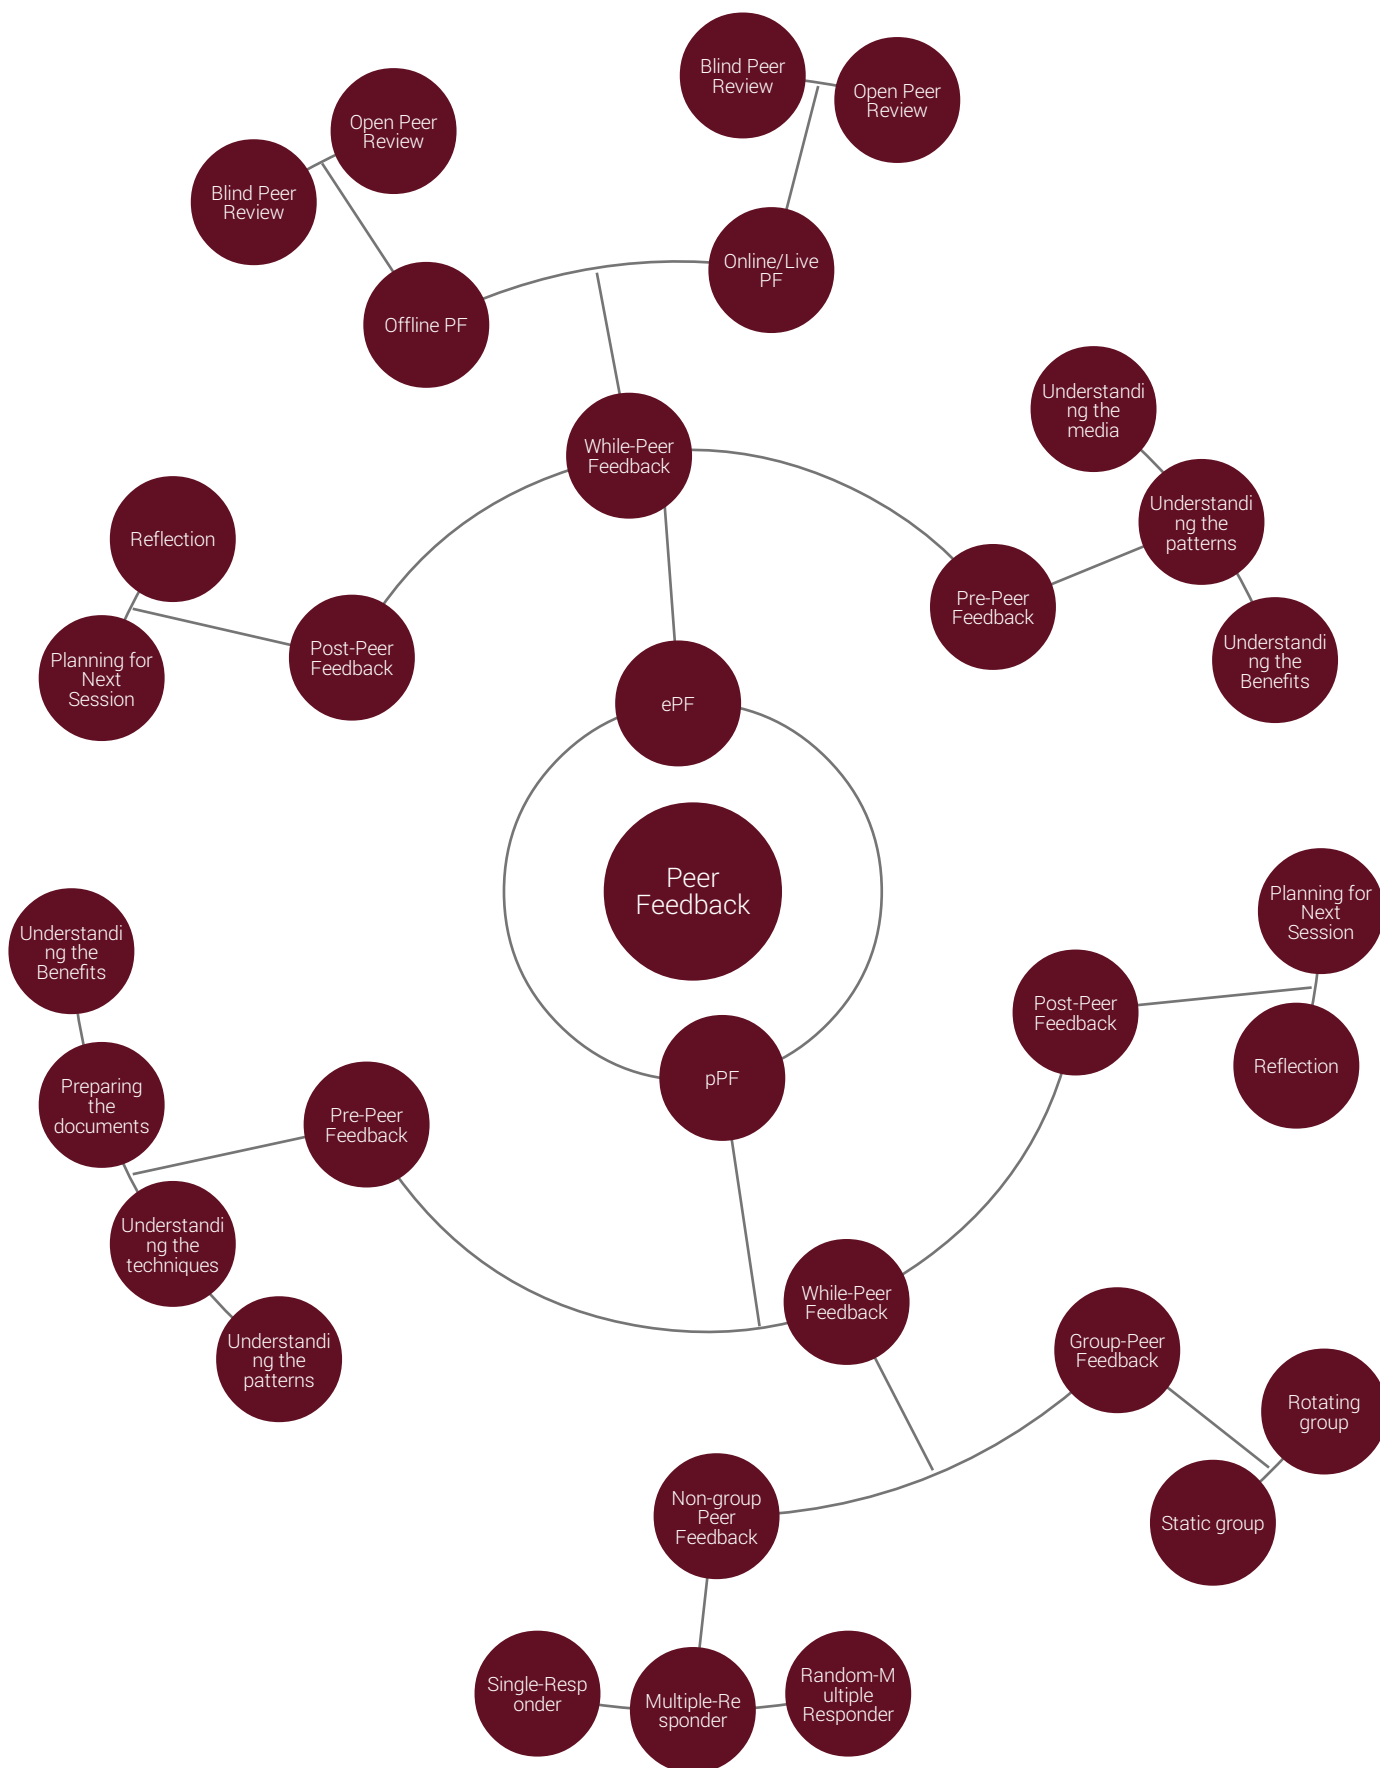 Blind Peer
Review
Open Peer
Review
Open Peer
Review
Blind Peer
Review
Online/Live
PF
Offline PF
While-Peer
Feedback
Understandi
ng the
media
Understandi
ng the
patterns
Understandi
ng the
Benefits
Pre-Peer
Feedback
Reflection
Planning for
Next
Session
Post-Peer
Feedback
ePF
Peer
Feedback
pPF
Understandi
ng the
Benefits
Preparing
the
documents
Understandi
ng the
techniques
Understandi
ng the
patterns
Pre-Peer
Feedback
Planning for
Next
Session
Post-Peer
Feedback
Reflection
While-Peer
Feedback
Group-Peer
Feedback
Rotating
group
Static group
Non-group
Peer
Feedback
Single-Resp
onder
Multiple-Re
sponder
Random-M
ultiple
Responder